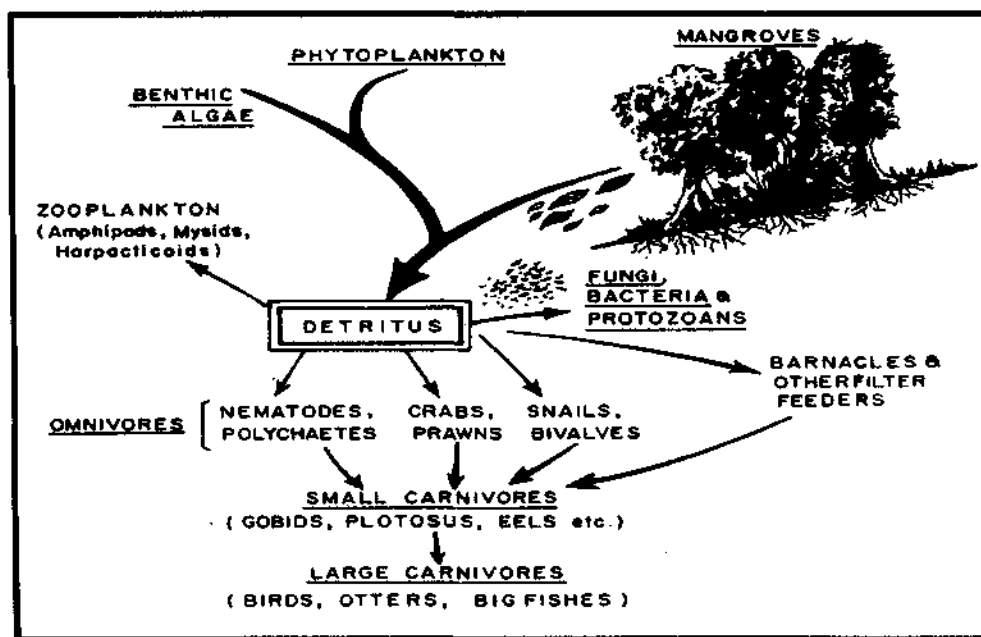 PHYTOPLANKTON
MANGROVES
BENTHIC
ALGAE
ZOOPLANKTON
(Amphipods, Mysids,
Harpacticoids)
FUNGI,
BACTERIA &
PROTOZOANS
DETRITUS
BARNACLES &
OTHERFILTER
FEEDERS
OMNIVORES
NEMATODES,
POLYCHAETES
CRABS,
PRAWNS
SNAILS,
BIVALVES
SMALL CARNIVORES
(GOBIDS, PLOTOSUS, EELS etc.)
LARGE CARNIVORES
(BIRDS, OTTERS, BIG FISHES)